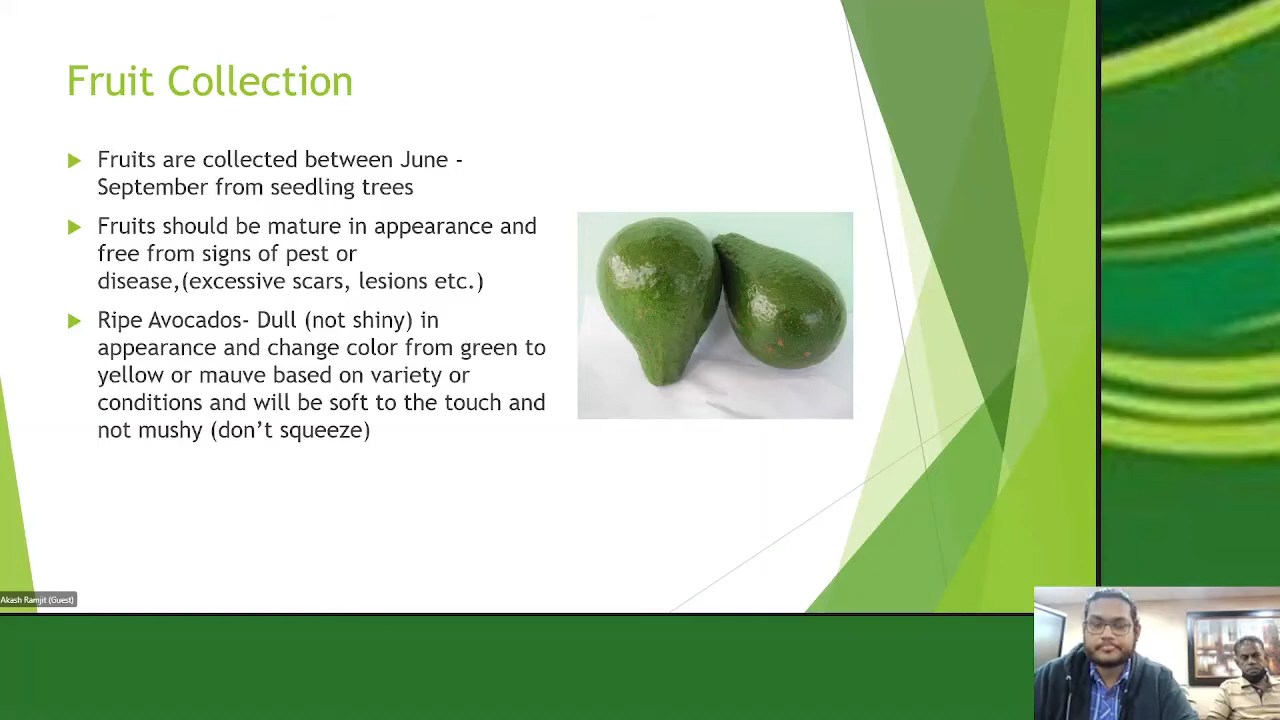 Fruit Collection
Fruits are collected between June -
September from seedling trees
Fruits should be mature in appearance and
free from signs of pest or
disease,(excessive scars, lesions etc.)
Ripe Avocados- Dull (not shiny) in
appearance and change color from green to
yellow or mauve based on variety or
conditions and will be soft to the touch and
not mushy (don’t squeeze)
Akash Ramjit (Guest)